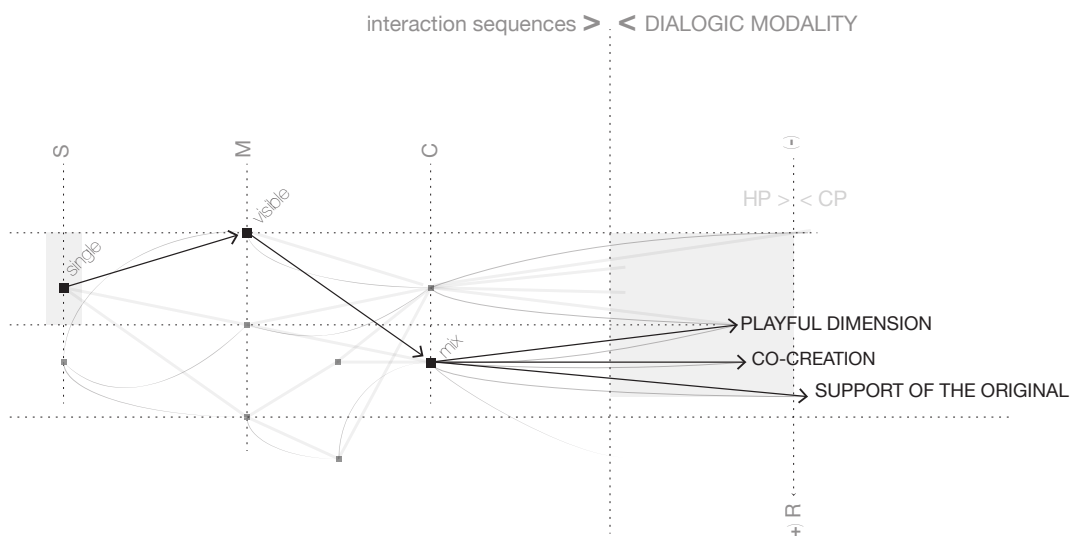 interaction sequences > < DIALOGIC MODALITY
S
M
C
(-)
HP > < CP
visible
single
PLAYFUL DIMENSION
mix
CO-CREATION
SUPPORT OF THE ORIGINAL
(+) R